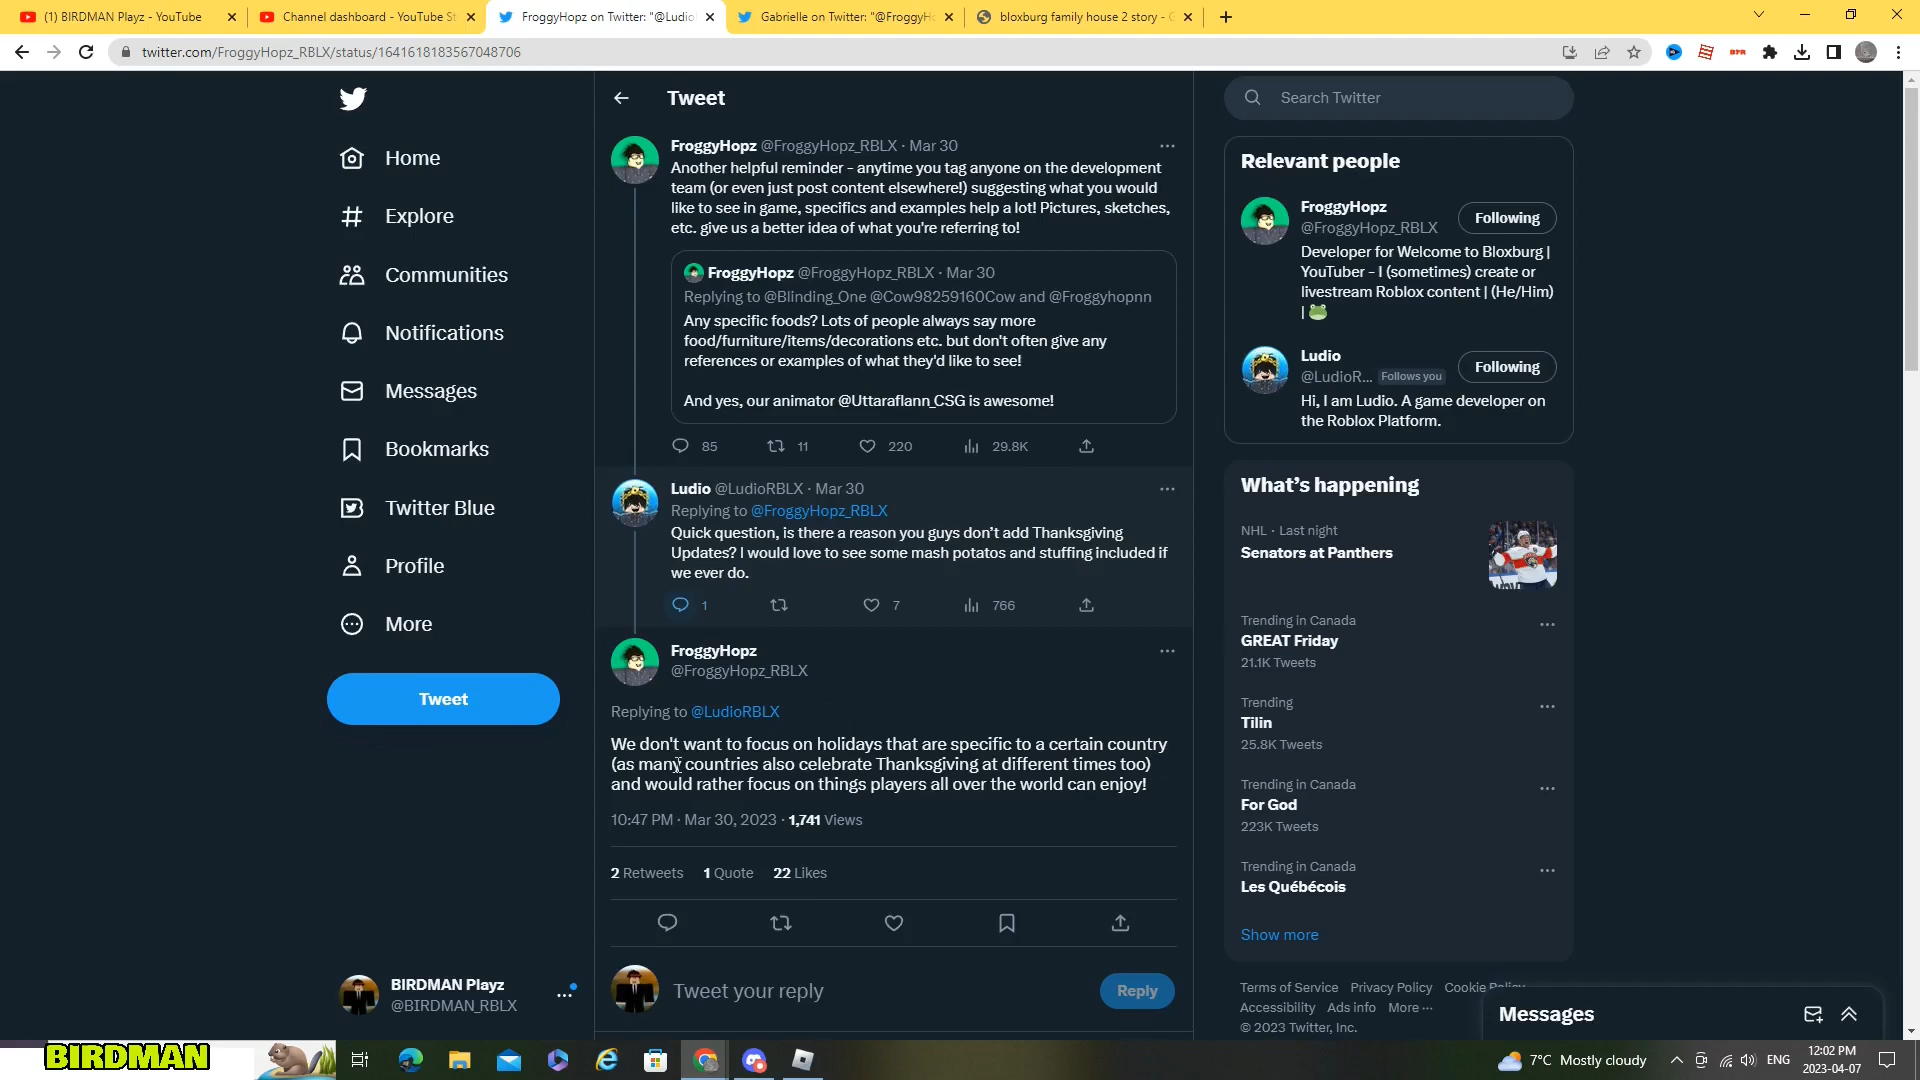 (1) BIRDMAN Playz - YouTube
Channel dashboard - YouTube St
FroggyHopz on Twitter: "@Ludio
Gabrielle on Twitter: "@FroggyH
bloxburg family house 2 story - G
twitter.com/FroggyHopz_RBLX/status/1641618183567048706
Home
Explore
Communities
Notifications
Messages
Bookmarks
Twitter Blue
Profile
More
Tweet
BIRDMAN Playz
@BIRDMAN_RBLX
Tweet
FroggyHopz @FroggyHopz_RBLX · Mar 30
Another helpful reminder - anytime you tag anyone on the development
team (or even just post content elsewhere!) suggesting what you would
like to see in game, specifics and examples help a lot! Pictures, sketches,
etc. give us a better idea of what you're referring to!
FroggyHopz @FroggyHopz_RBLX · Mar 30
Replying to @Blinding_One @Cow98259160Cow and @Froggyhopnn
Any specific foods? Lots of people always say more
food/furniture/items/decorations etc. but don't often give any
references or examples of what they'd like to see!
And yes, our animator @Uttaraflann_CSG is awesome!
85 11 220 29.8K
Ludio @LudioRBLX · Mar 30
Replying to @FroggyHopz_RBLX
Quick question, is there a reason you guys don't add Thanksgiving
Updates? I would love to see some mash potatos and stuffing included if
we ever do.
1 7 766
FroggyHopz
@FroggyHopz_RBLX
Replying to @LudioRBLX
We don't want to focus on holidays that are specific to a certain country
(as many countries also celebrate Thanksgiving at different times too)
and would rather focus on things players all over the world can enjoy!
10:47 PM · Mar 30, 2023 · 1,741 Views
2 Retweets 1 Quote 22 Likes
Tweet your reply
Reply
Search Twitter
Relevant people
FroggyHopz
@FroggyHopz_RBLX
Following
Developer for Welcome to Bloxburg |
YouTuber - I (sometimes) create or
livestream Roblox content | (He/Him)
| 🐸
Ludio
@LudioR... Follows you
Following
Hi, I am Ludio. A game developer on
the Roblox Platform.
What's happening
NHL · Last night
Senators at Panthers
Trending in Canada
GREAT Friday
21.1K Tweets
Trending
Tilin
25.8K Tweets
Trending in Canada
For God
223K Tweets
Trending in Canada
Les Québécois
Show more
Terms of Service Privacy Policy Cookie Policy
Accessibility Ads info More ···
© 2023 Twitter, Inc.
Messages
BIRDMAN
7°C Mostly cloudy
ENG
12:02 PM
2023-04-07